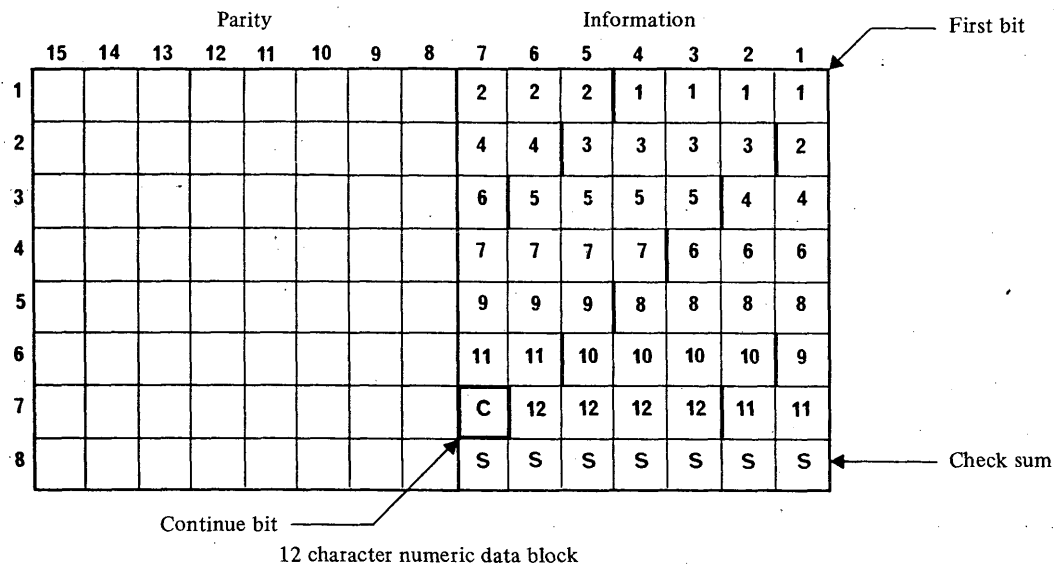 Parity Information First bit
15 14 13 12 11 10 9 8 7 6 5 4 3 2 1
1 2 2 2 1 1 1 1
2 4 4 3 3 3 3 2
3 6 5 5 5 5 4 4
4 7 7 7 7 6 6 6
5 9 9 9 8 8 8 8
6 11 11 10 10 10 10 9
7 C 12 12 12 12 11 11
8 S S S S S S S Check sum
Continue bit
12 character numeric data block